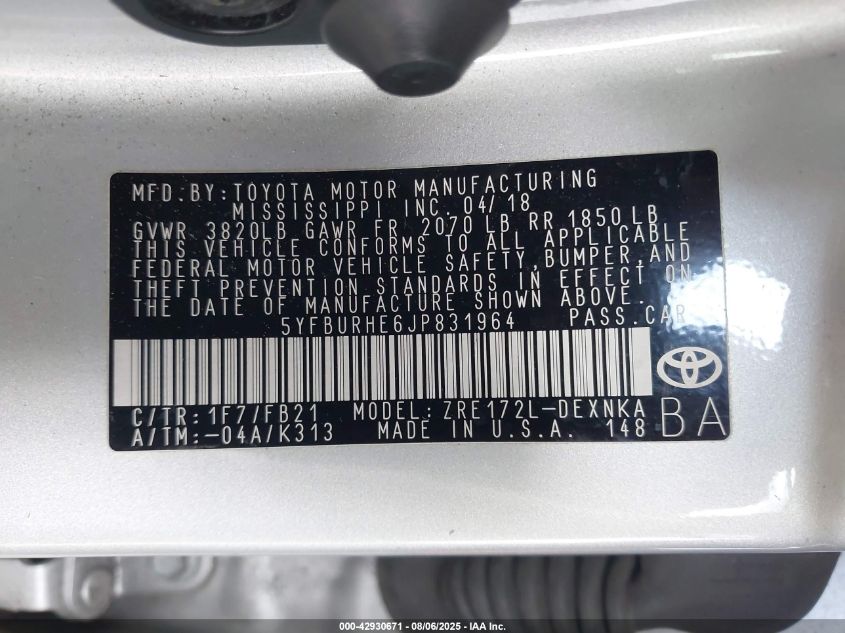 MFD.BY:TOYOTA MOTOR MANUFACTURING
MISSISSIPPI INC. 04/18
GVWR 3820LB GAWR FR 2070 LB RR 1850LB
THIS VEHICLE CONFORMS TO ALL APPLICABLE
FEDERAL MOTOR VEHICLE SAFETY,BUMPER,AND
THEFT PREVENTION STANDARDS IN EFFECT ON
THE DATE OF MANUFACTURE SHOWN ABOVE.
5YFBURHE6JP831964 PASS.CAR
C/TR:1F7/FB21 MODEL:ZRE172L-DEXNKA
A/TM:-04A/K313 MADE IN U.S.A. 148
BA
000-42930671 - 08/06/2025 - IAA Inc.